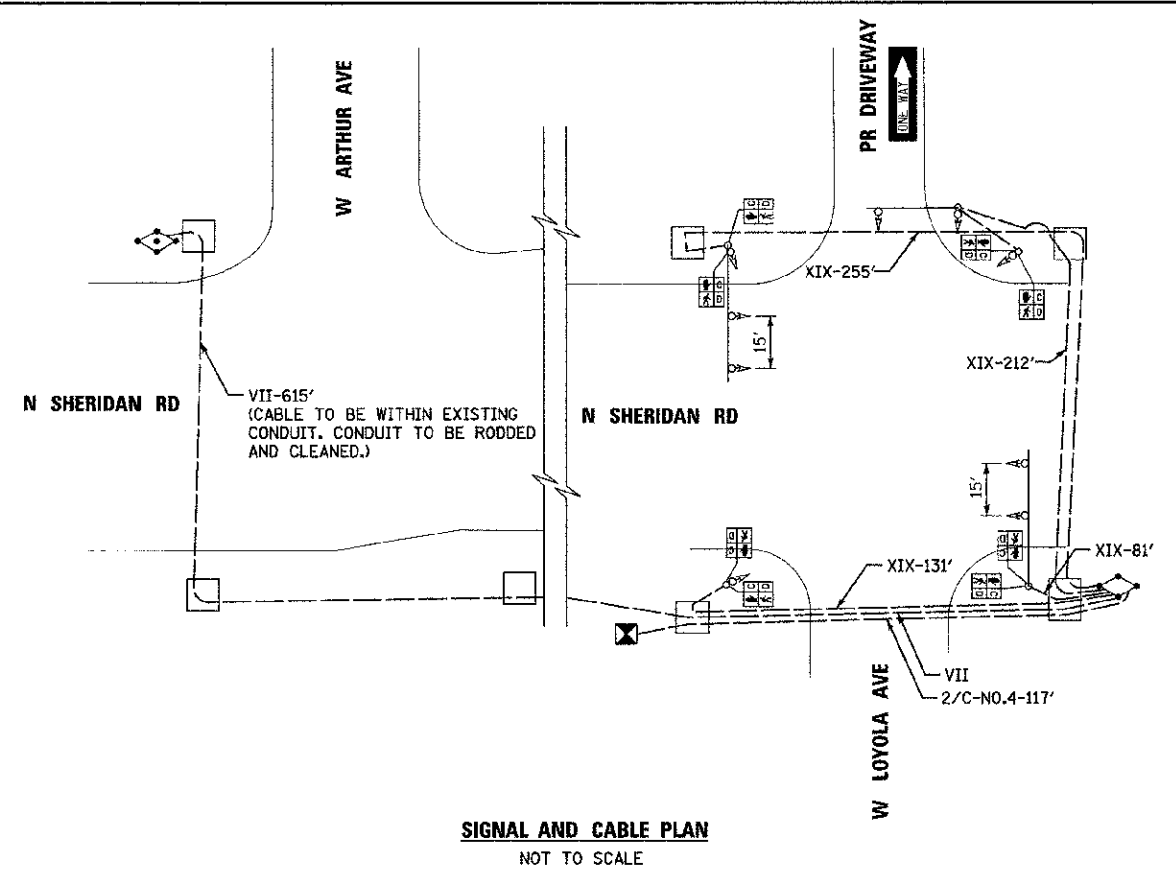 W ARTHUR AVE
PR DRIVEWAY
ONE WAY
XIX-255'
15'
XIX-212'
N SHERIDAN RD
VII-615'
(CABLE TO BE WITHIN EXISTING
CONDUIT. CONDUIT TO BE RODDED
AND CLEANED.)
N SHERIDAN RD
15'
XIX-131'
XIX-81'
VII
2/C-NO.4-117'
W LOYOLA AVE
SIGNAL AND CABLE PLAN
NOT TO SCALE